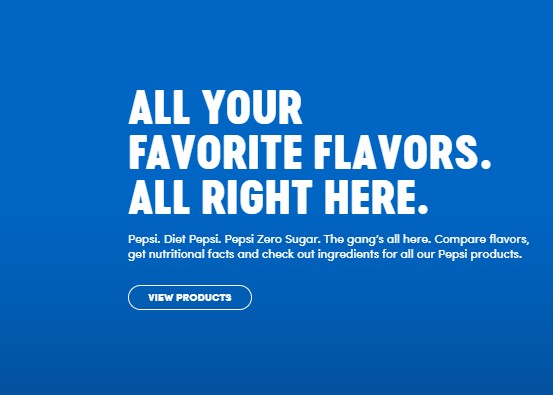 ALL YOUR
FAVORITE FLAVORS.
ALL RIGHT HERE.
Pepsi. Diet Pepsi. Pepsi Zero Sugar. The gang's all here. Compare flavors,
get nutritional facts and check out ingredients for all our Pepsi products.
VIEW PRODUCTS